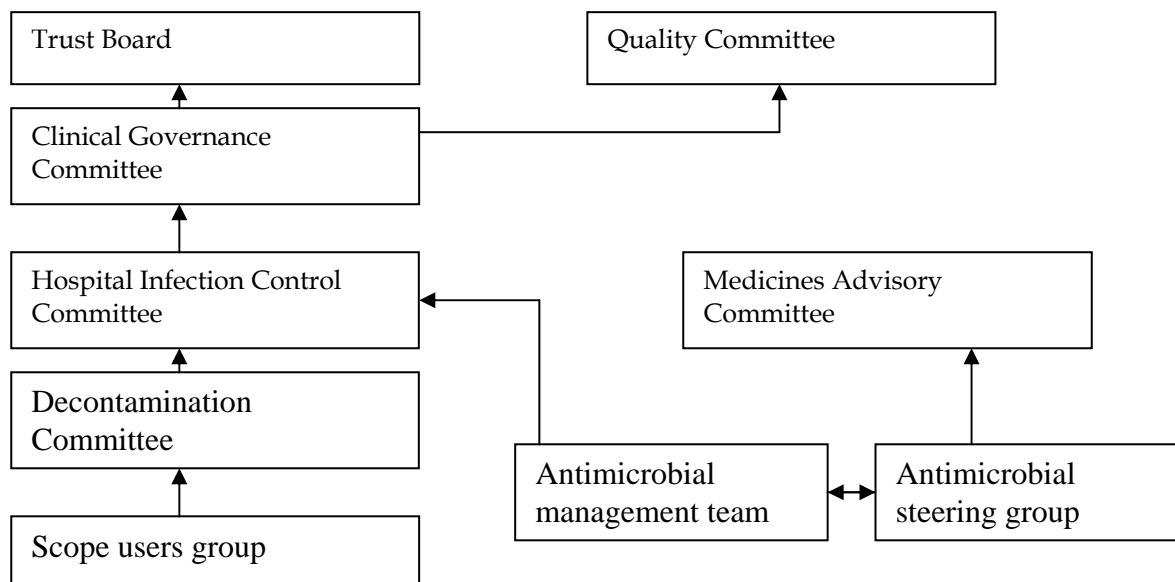 Trust Board
Quality Committee
Clinical Governance
Committee
Hospital Infection Control
Committee
Medicines Advisory
Committee
Decontamination
Committee
Antimicrobial
management team
Antimicrobial
steering group
Scope users group